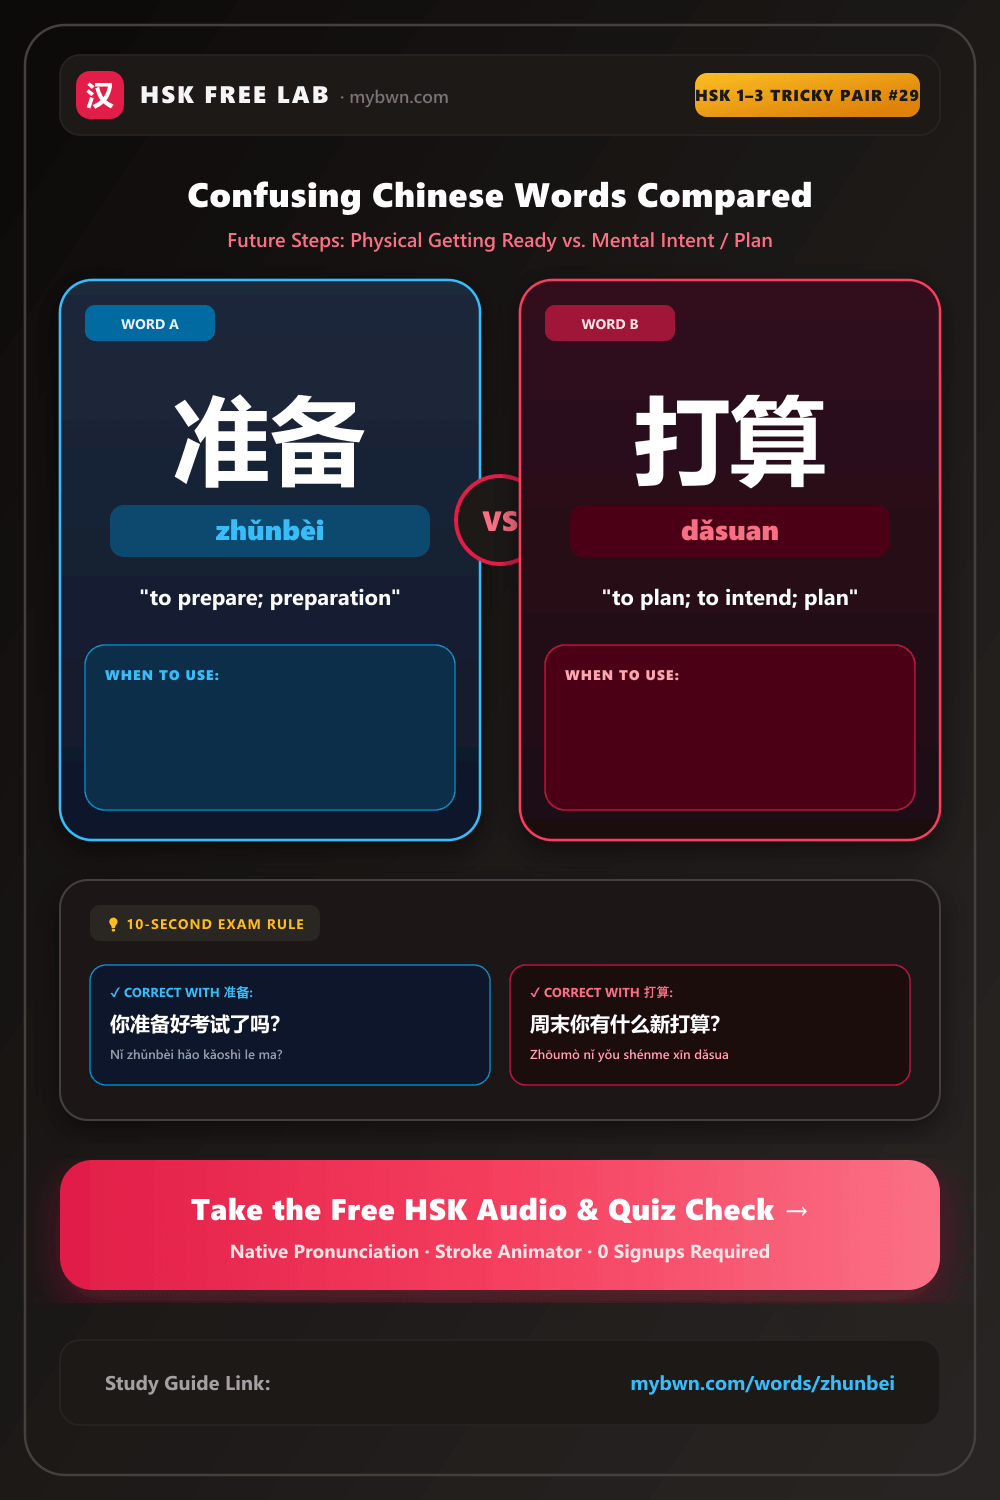 汉 HSK FREE LAB · mybwn.com
HSK 1–3 TRICKY PAIR #29
Confusing Chinese Words Compared
Future Steps: Physical Getting Ready vs. Mental Intent / Plan
WORD A
准备
zhǔnbèi
"to prepare; preparation"
WHEN TO USE:
VS
WORD B
打算
dǎsuan
"to plan; to intend; plan"
WHEN TO USE:
10-SECOND EXAM RULE
✓ CORRECT WITH 准备:
你准备好考试了吗?
Nǐ zhǔnbèi hǎo kǎoshì le ma?
✓ CORRECT WITH 打算:
周末你有什么新打算?
Zhōumò nǐ yǒu shénme xīn dǎsua
Take the Free HSK Audio & Quiz Check →
Native Pronunciation · Stroke Animator · 0 Signups Required
Study Guide Link:
mybwn.com/words/zhunbei